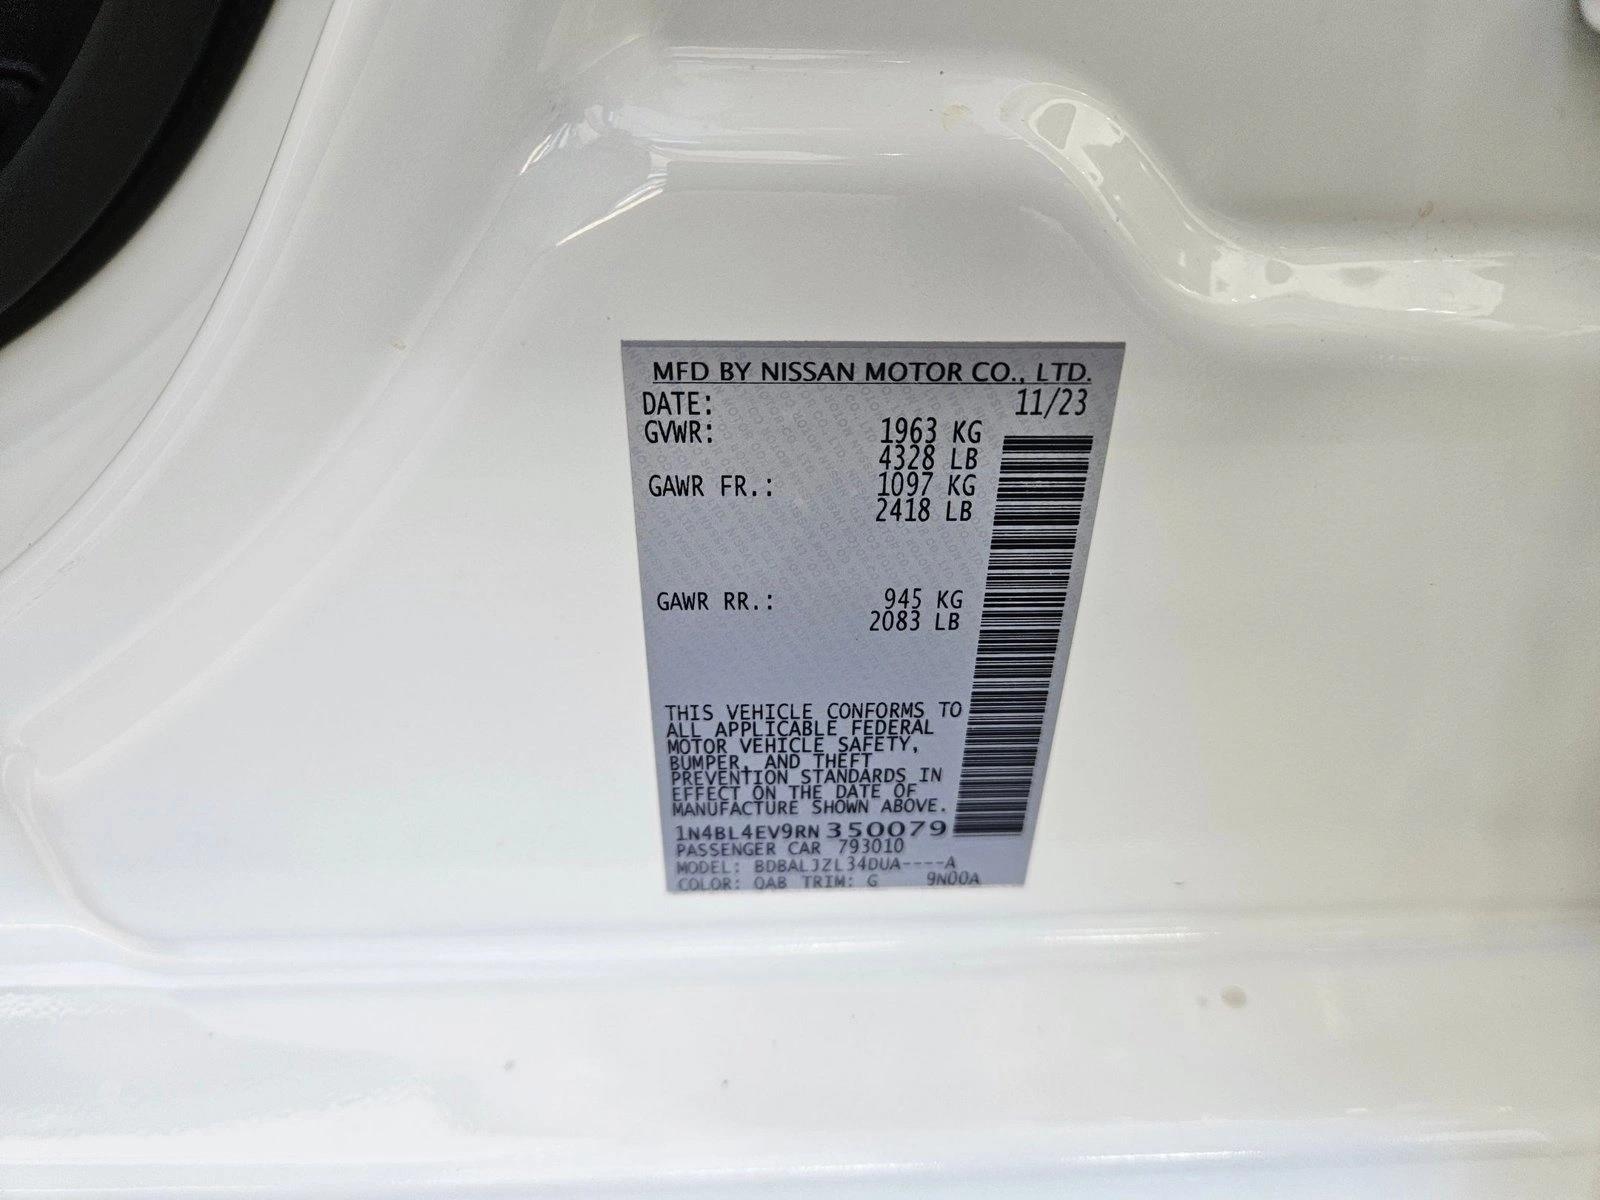 MFD BY NISSAN MOTOR CO., LTD.
DATE: 11/23
GVWR: 1963 KG
4328 LB
GAWR FR.: 1097 KG
2418 LB
GAWR RR.: 945 KG
2083 LB
THIS VEHICLE CONFORMS TO
ALL APPLICABLE FEDERAL
MOTOR VEHICLE SAFETY,
BUMPER, AND THEFT
PREVENTION STANDARDS IN
EFFECT ON THE DATE OF
MANUFACTURE SHOWN ABOVE.
1N4BL4EV9RN350079
PASSENGER CAR 793010
MODEL: BDBALJZL34DUA----A
COLOR: QAB TRIM: G 9N00A